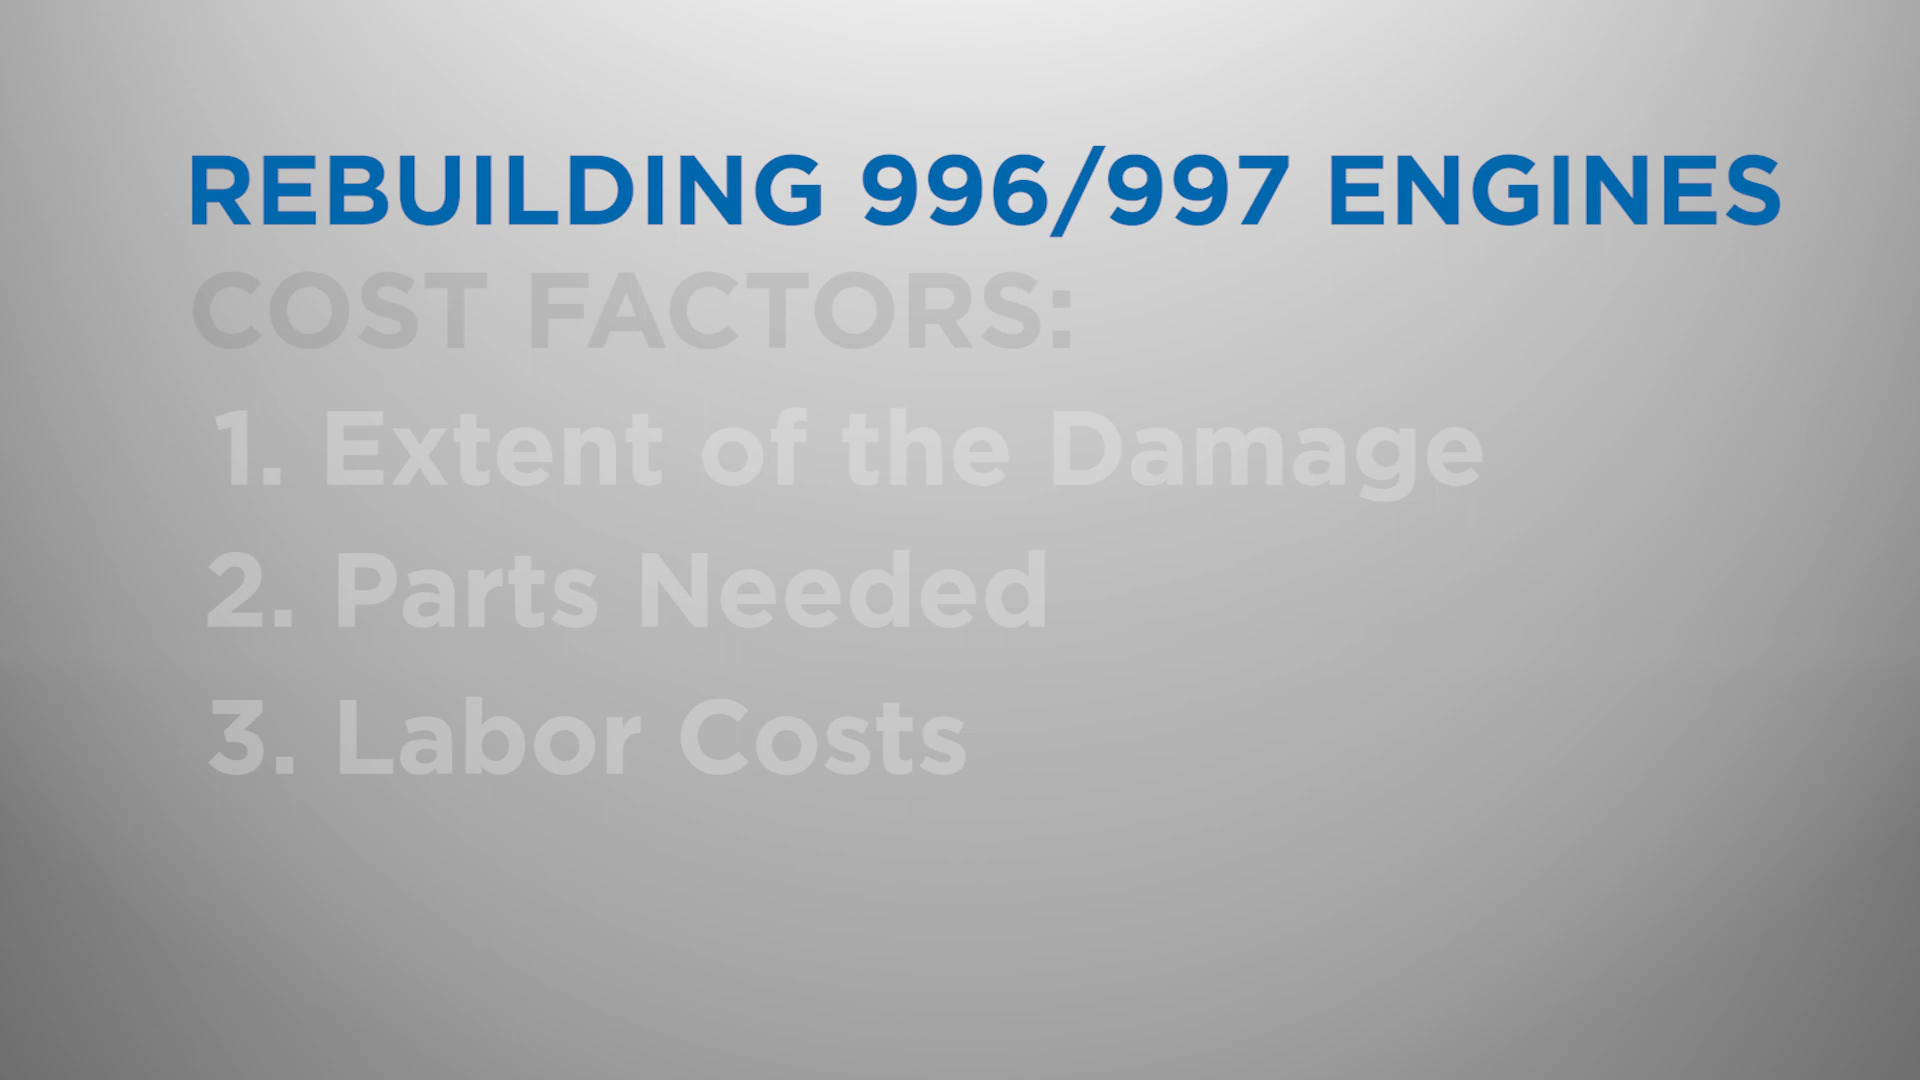 REBUILDING 996/997 ENGINES
COST FACTORS:
1. Extent of the Damage
2. Parts Needed
3. Labor Costs